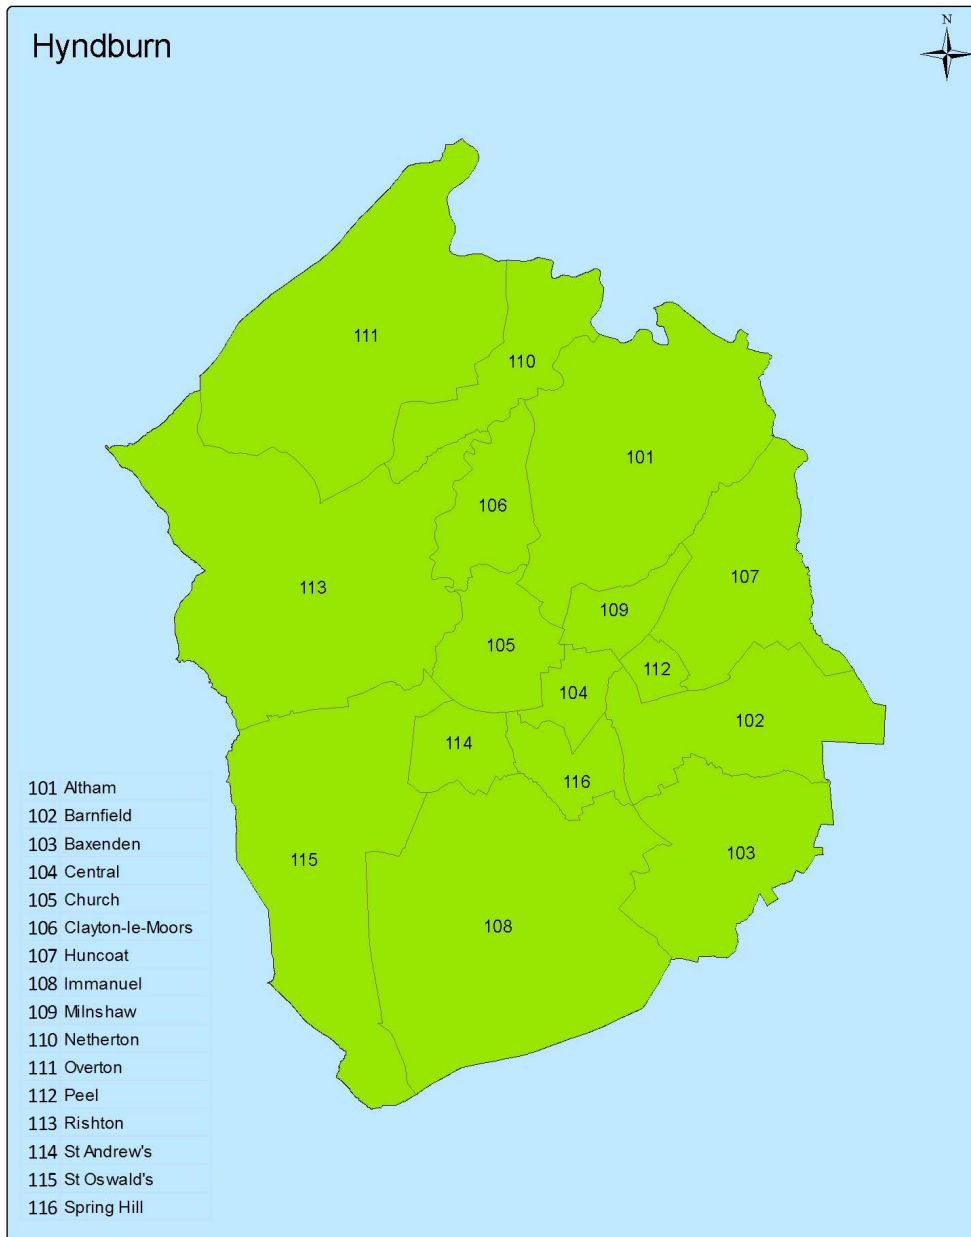 N
Hyndburn
111
110
101
106
107
113
109
105
112
104
102
114
116
115
103
108
101 Altham
102 Barnfield
103 Baxenden
104 Central
105 Church
106 Clayton-le-Moors
107 Huncoat
108 Immanuel
109 Milnshaw
110 Netherton
111 Overton
112 Peel
113 Rishton
114 St Andrew's
115 St Oswald's
116 Spring Hill